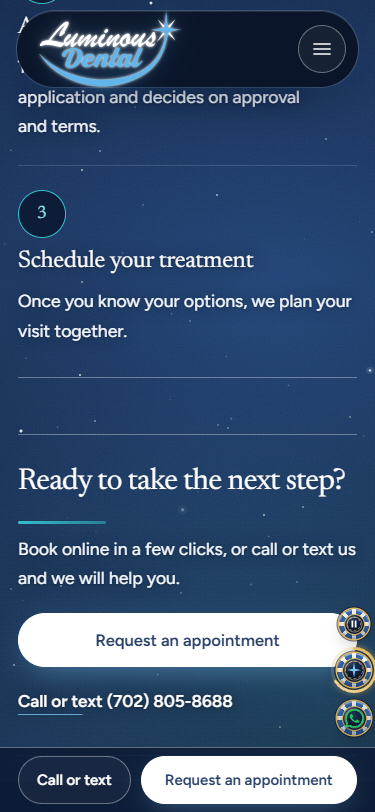 Luminous
Dental
application and decides on approval
and terms.
3
Schedule your treatment
Once you know your options, we plan your
visit together.
Ready to take the next step?
Book online in a few clicks, or call or text us
and we will help you.
Request an appointment
Call or text (702) 805-8688
Call or text
Request an appointment